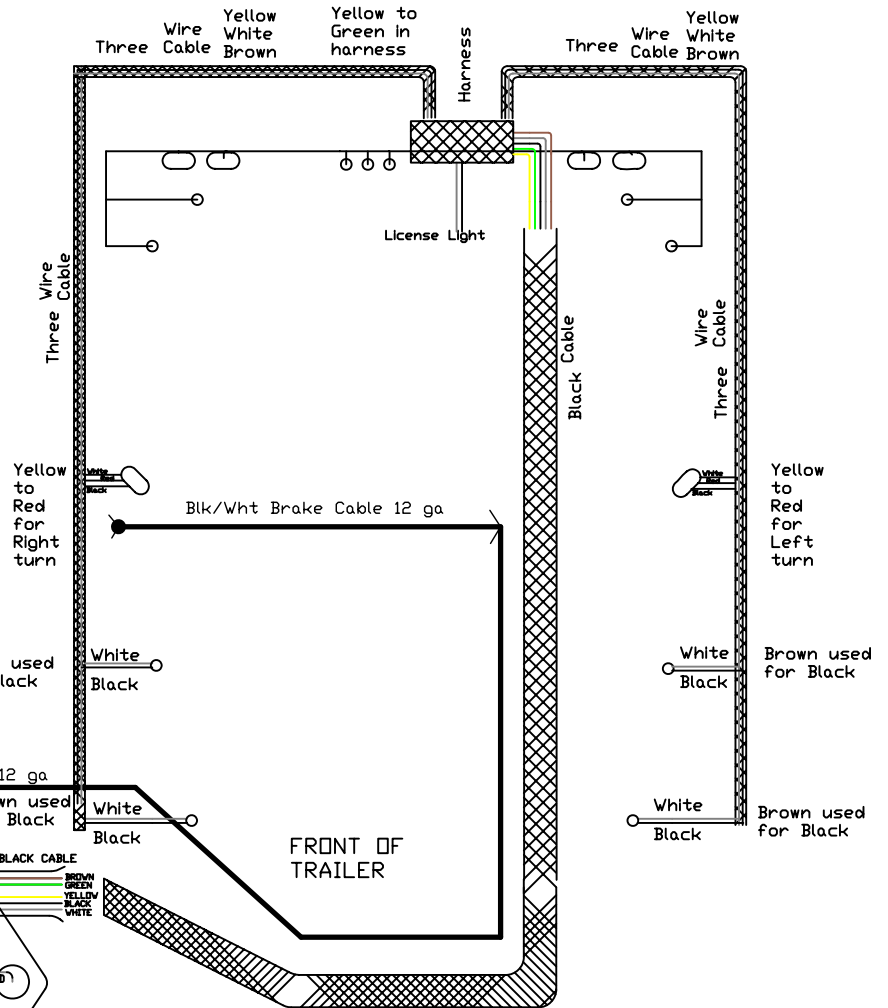 Three
Wire
Cable
Yellow
White
Brown
Yellow to
Green in
harness
Harness
Three
Wire
Cable
Yellow
White
Brown
License Light
Three Wire
Cable
Black Cable
Three Wire
Cable
Yellow
to
Red
for
Right
turn
White
Red
Black
Blk/Wht Brake Cable 12 ga
White
Red
Black
Yellow
to
Red
for
Left
turn
used
lack
White
Black
White
Black
Brown used
for Black
12 ga
wn used
Black
White
Black
White
Black
Brown used
for Black
FRONT OF
TRAILER
BLACK CABLE
BROWN
GREEN
YELLOW
BLACK
WHITE